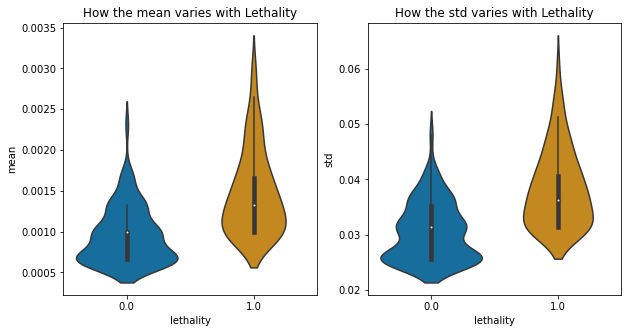 How the mean varies with Lethality
0.0035
0.0030
0.0025
0.0020
0.0015
0.0010
0.0005
mean
0.0
1.0
lethality
How the std varies with Lethality
0.06
0.05
0.04
0.03
0.02
std
0.0
1.0
lethality